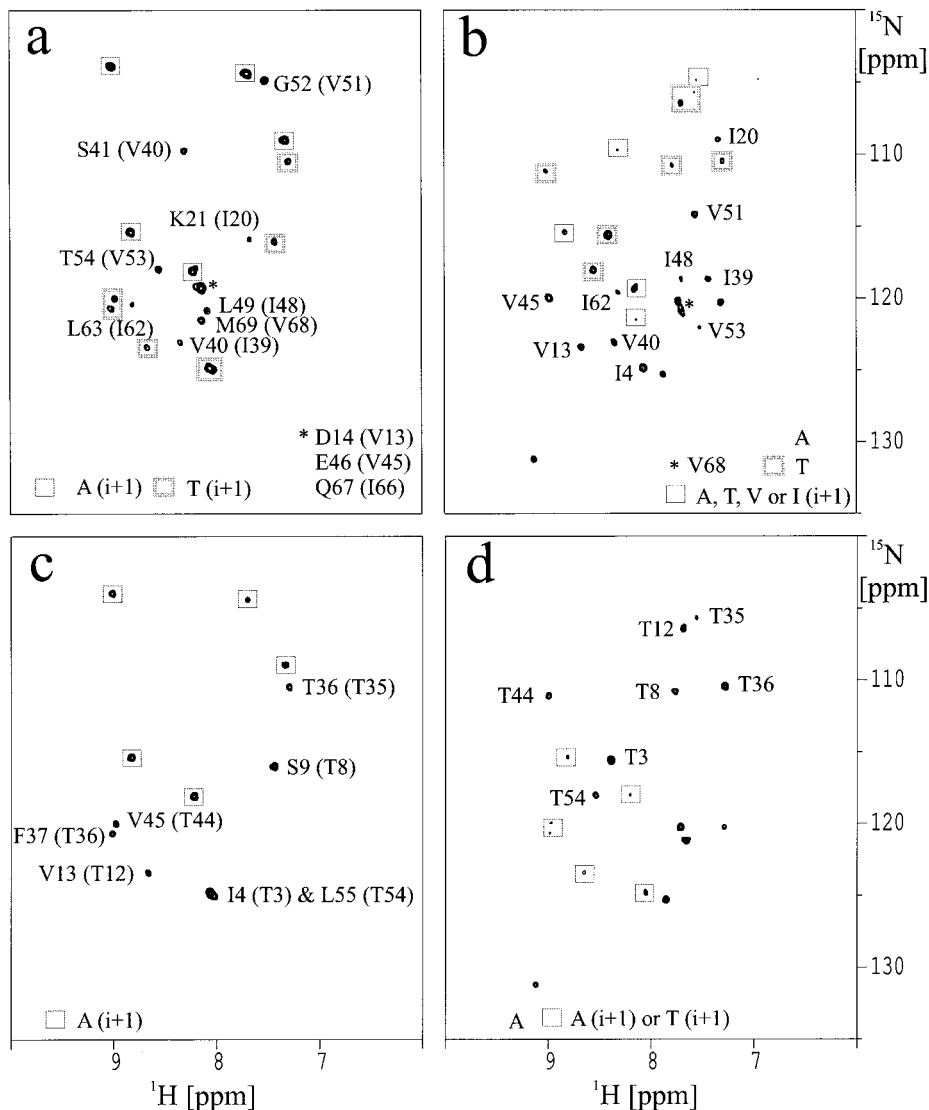 a
G52 (V51)
S41 (V40)
K21 (I20)
T54 (V53)
*
L49 (I48)
L63 (I62)
M69 (V68)
V40 (I39)
* D14 (V13)
E46 (V45)
Q67 (I66)
A (i+1)
T (i+1)
b
15N
[ppm]
I20
110
V51
I48
I39
V45
I62
*
120
V53
V13
V40
I4
A
130
* V68
T
A, T, V or I (i+1)
c
T36 (T35)
S9 (T8)
V45 (T44)
F37 (T36)
V13 (T12)
I4 (T3) & L55 (T54)
A (i+1)
9
8
7
1H [ppm]
d
15N
[ppm]
T35
T12
T44
T8
T36
110
T3
T54
120
130
A
A (i+1) or T (i+1)
9
8
7
1H [ppm]